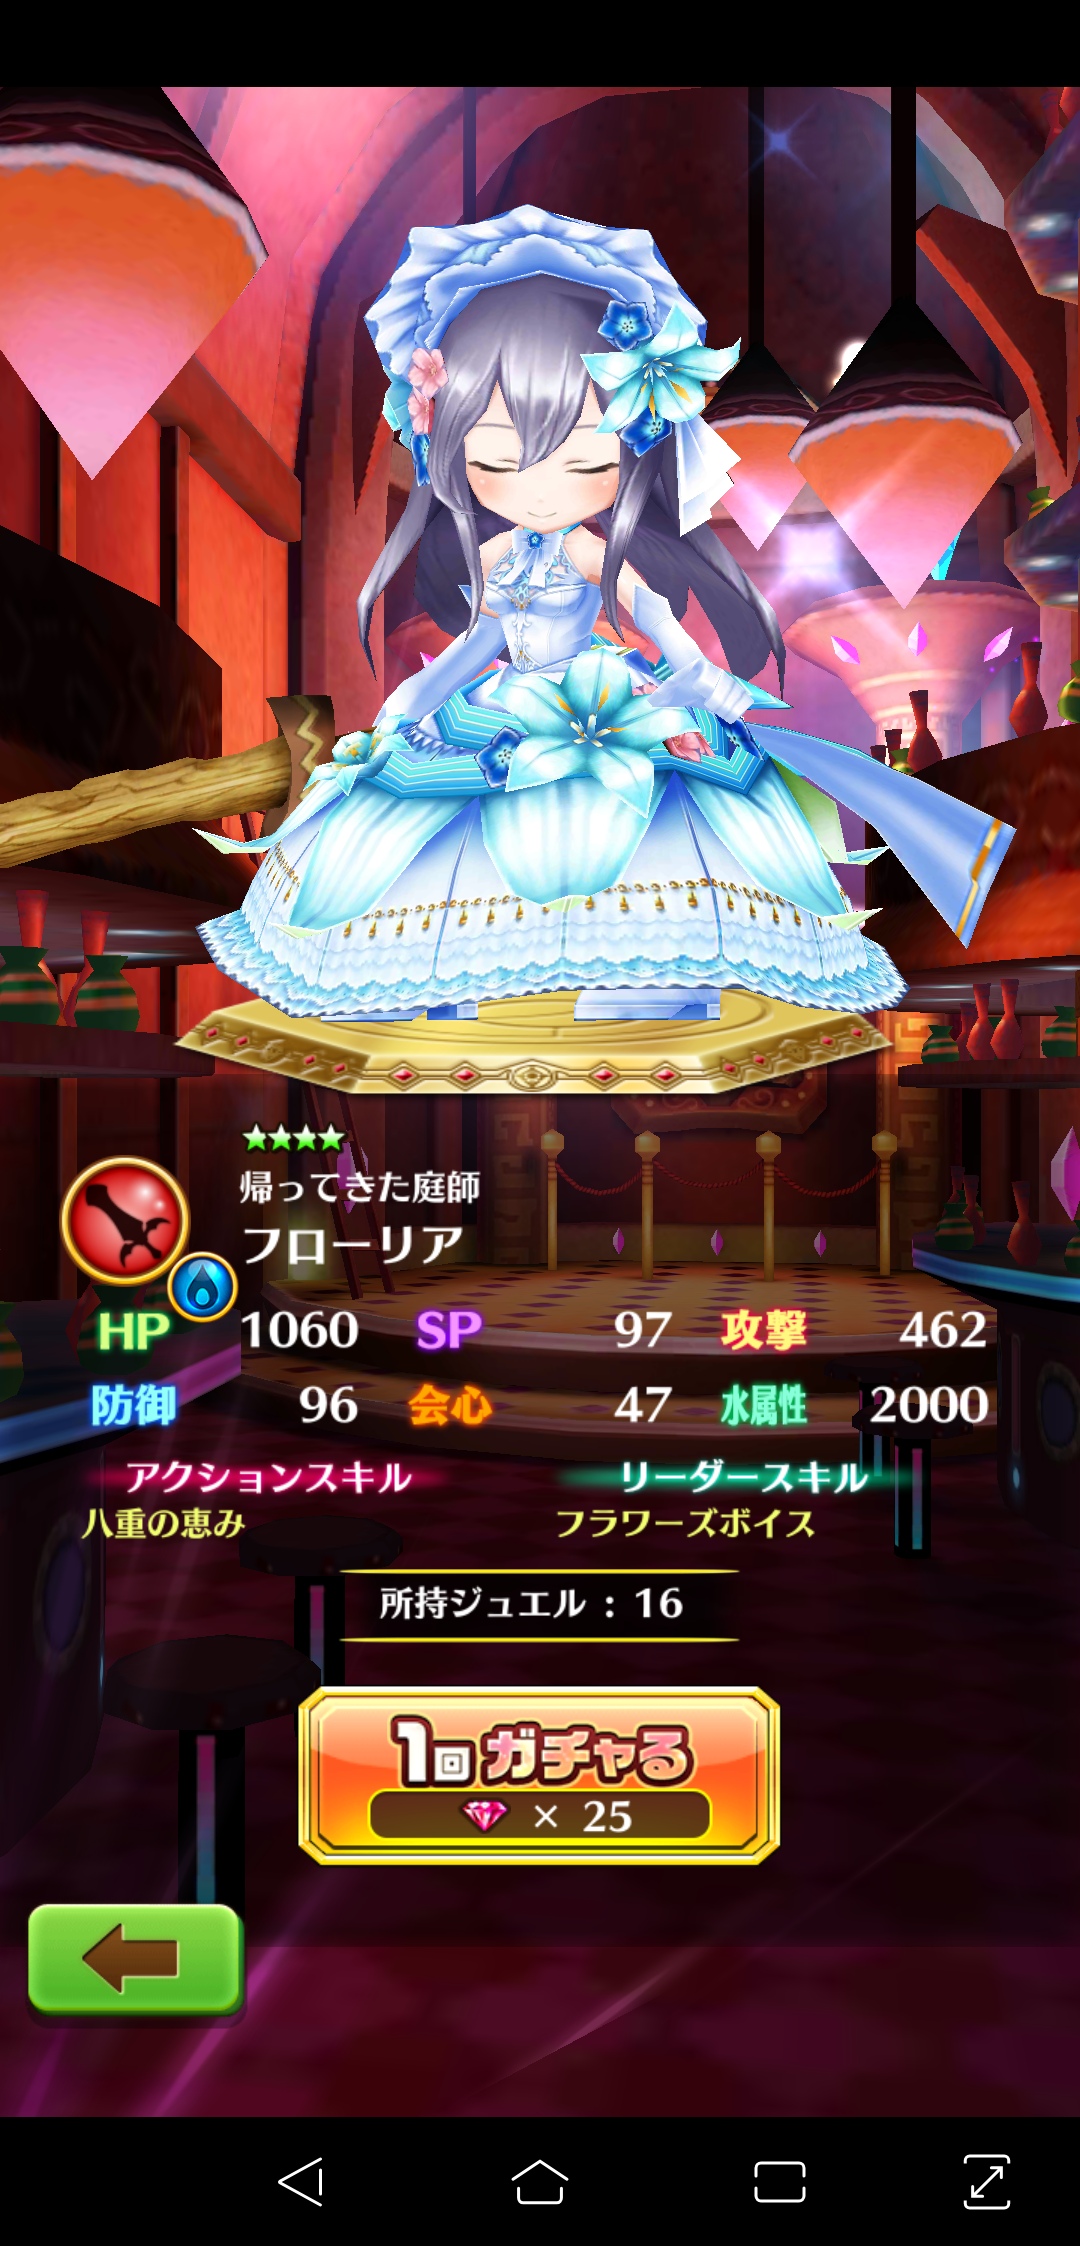 帰ってきた庭師
フローリア
HP 1060 SP 97 攻撃 462
防御 96 会心 47 水属性 2000
アクションスキル リーダースキル
八重の恵み フラワーズボイス
所持ジュエル : 16
1回ガチャる
× 25